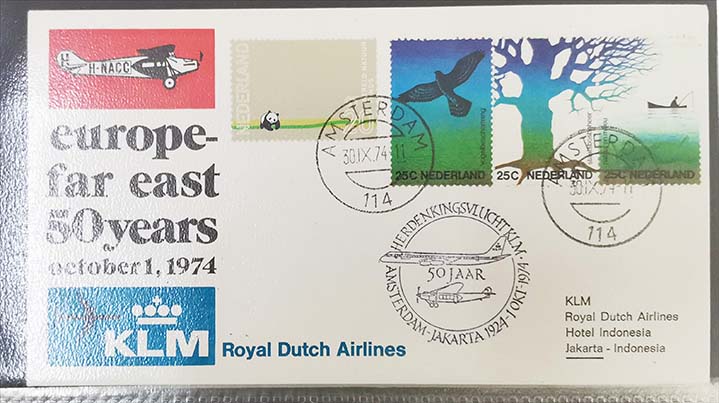 H H-NACC
europe-
far east
50 years
october 1, 1974
KLM
Royal Dutch Airlines
NEDERLAND
25C NEDERLAND
25C NEDERLAND
25C NEDERLAND
AMSTERDAM
30.IX.74-11
114
AMSTERDAM
30.IX.74-11
114
HERDENKINGSVLUCHT KLM
50 JAAR
AMSTERDAM-JAKARTA 1924-1 OKT-1974
KLM
Royal Dutch Airlines
Hotel Indonesia
Jakarta - Indonesia